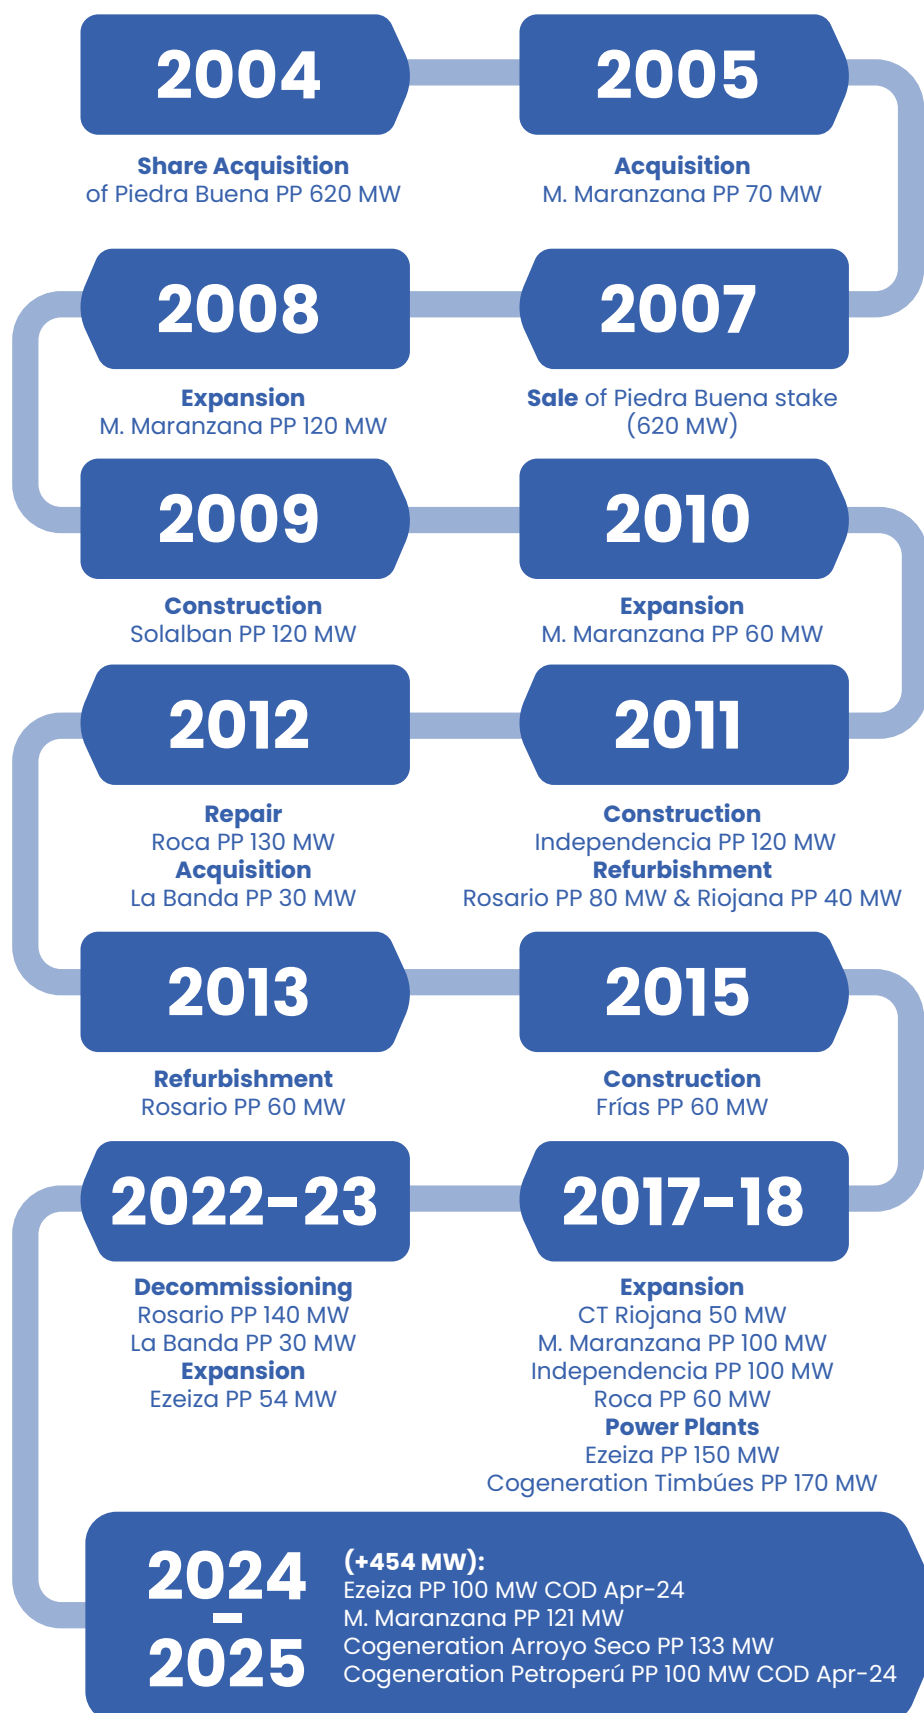 2004
Share Acquisition
of Piedra Buena PP 620 MW
2005
Acquisition
M. Maranzana PP 70 MW
2007
Sale of Piedra Buena stake
(620 MW)
2008
Expansion
M. Maranzana PP 120 MW
2009
Construction
Solalban PP 120 MW
2010
Expansion
M. Maranzana PP 60 MW
2011
Construction
Independencia PP 120 MW
Refurbishment
Rosario PP 80 MW & Riojana PP 40 MW
2012
Repair
Roca PP 130 MW
Acquisition
La Banda PP 30 MW
2013
Refurbishment
Rosario PP 60 MW
2015
Construction
Frías PP 60 MW
2017-18
Expansion
CT Riojana 50 MW
M. Maranzana PP 100 MW
Independencia PP 100 MW
Roca PP 60 MW
Power Plants
Ezeiza PP 150 MW
Cogeneration Timbúes PP 170 MW
2022-23
Decommissioning
Rosario PP 140 MW
La Banda PP 30 MW
Expansion
Ezeiza PP 54 MW
2024
-
2025
(+454 MW):
Ezeiza PP 100 MW COD Apr-24
M. Maranzana PP 121 MW
Cogeneration Arroyo Seco PP 133 MW
Cogeneration Petroperú PP 100 MW COD Apr-24